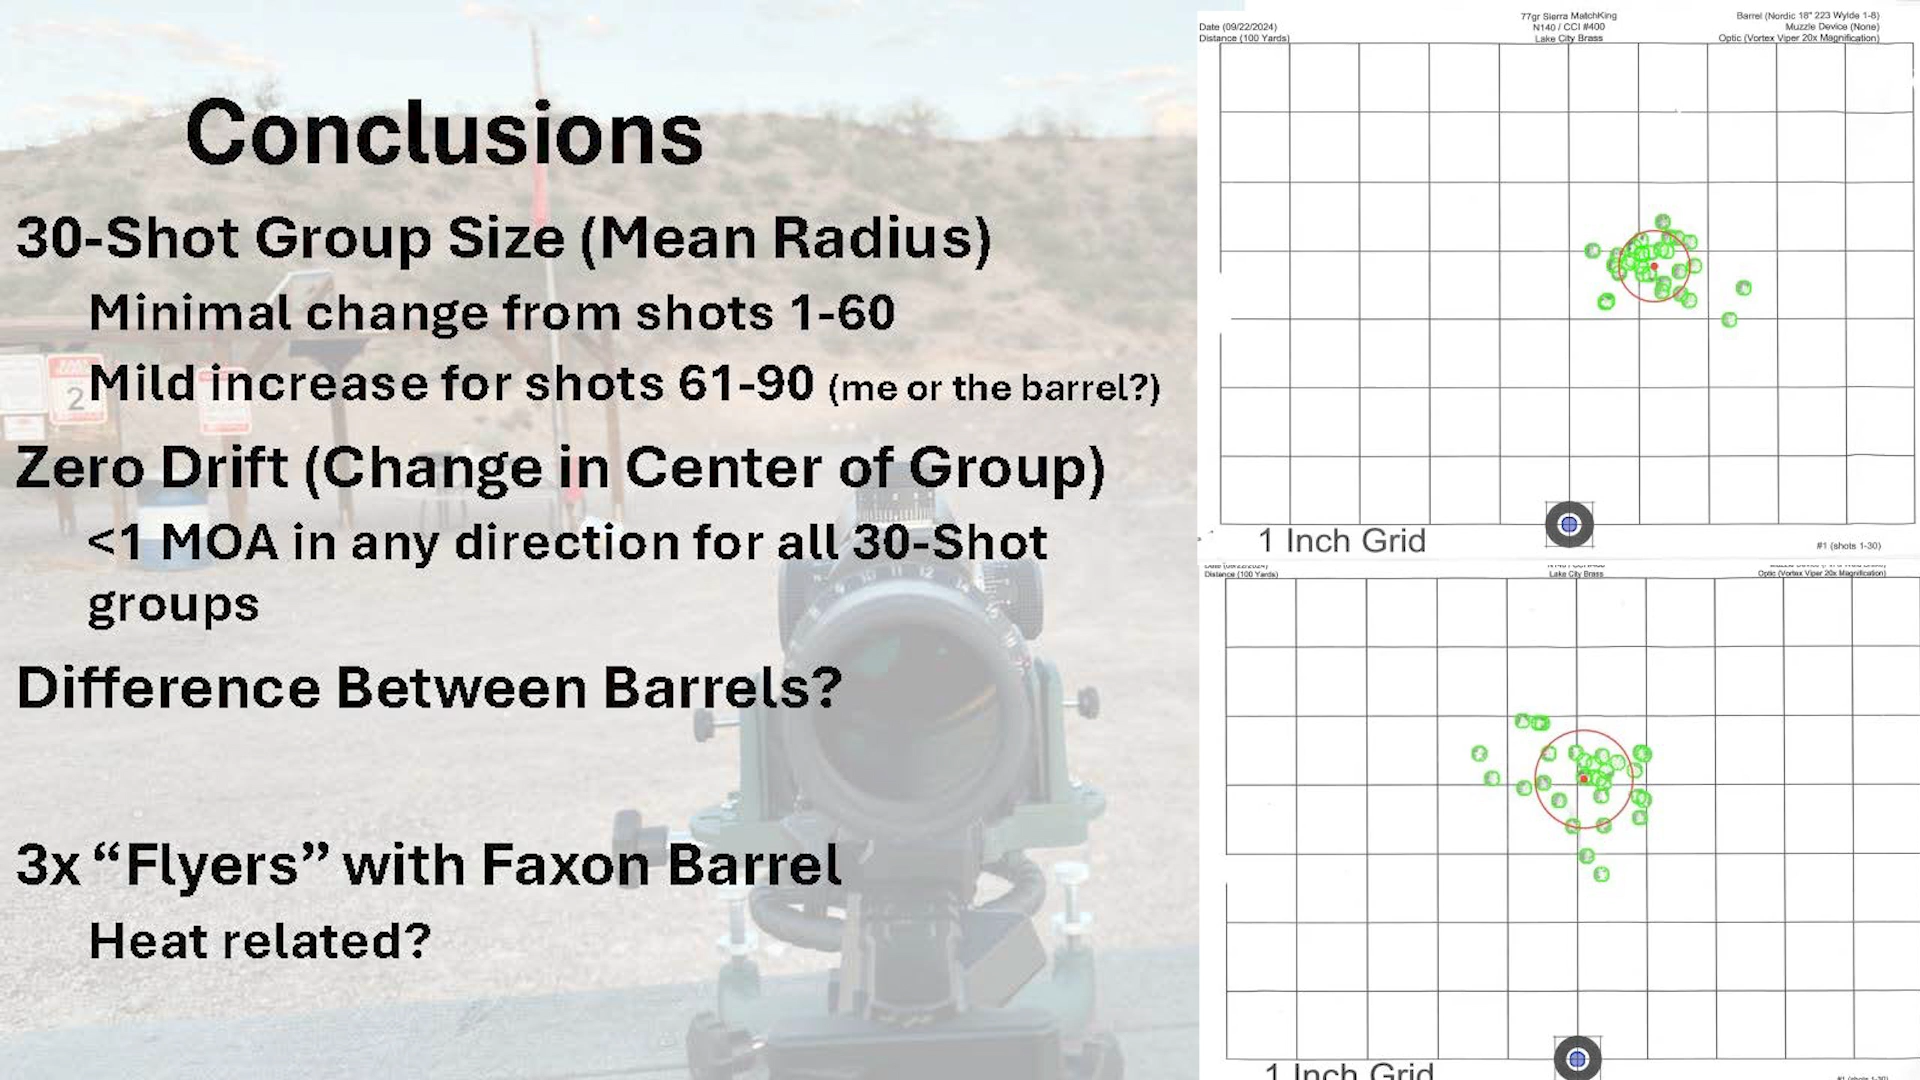 Conclusions
30-Shot Group Size (Mean Radius)
Minimal change from shots 1-60
Mild increase for shots 61-90 (me or the barrel?)
Zero Drift (Change in Center of Group)
<1 MOA in any direction for all 30-Shot
groups
Difference Between Barrels?
3x “Flyers” with Faxon Barrel
Heat related?
2
10 11 12 14
Date (09/22/2024)
Distance (100 Yards)
77gr Sierra MatchKing
N140 / CCI #400
Lake City Brass
Barrel (Nordic 18" 223 Wylde 1-8)
Muzzle Device (None)
Optic (Vortex Viper 20x Magnification)
1 Inch Grid
#1 (shots 1-30)
Distance (100 Yards)
Lake City Brass
Optic (Vortex Viper 20x Magnification)
1 Inch Grid